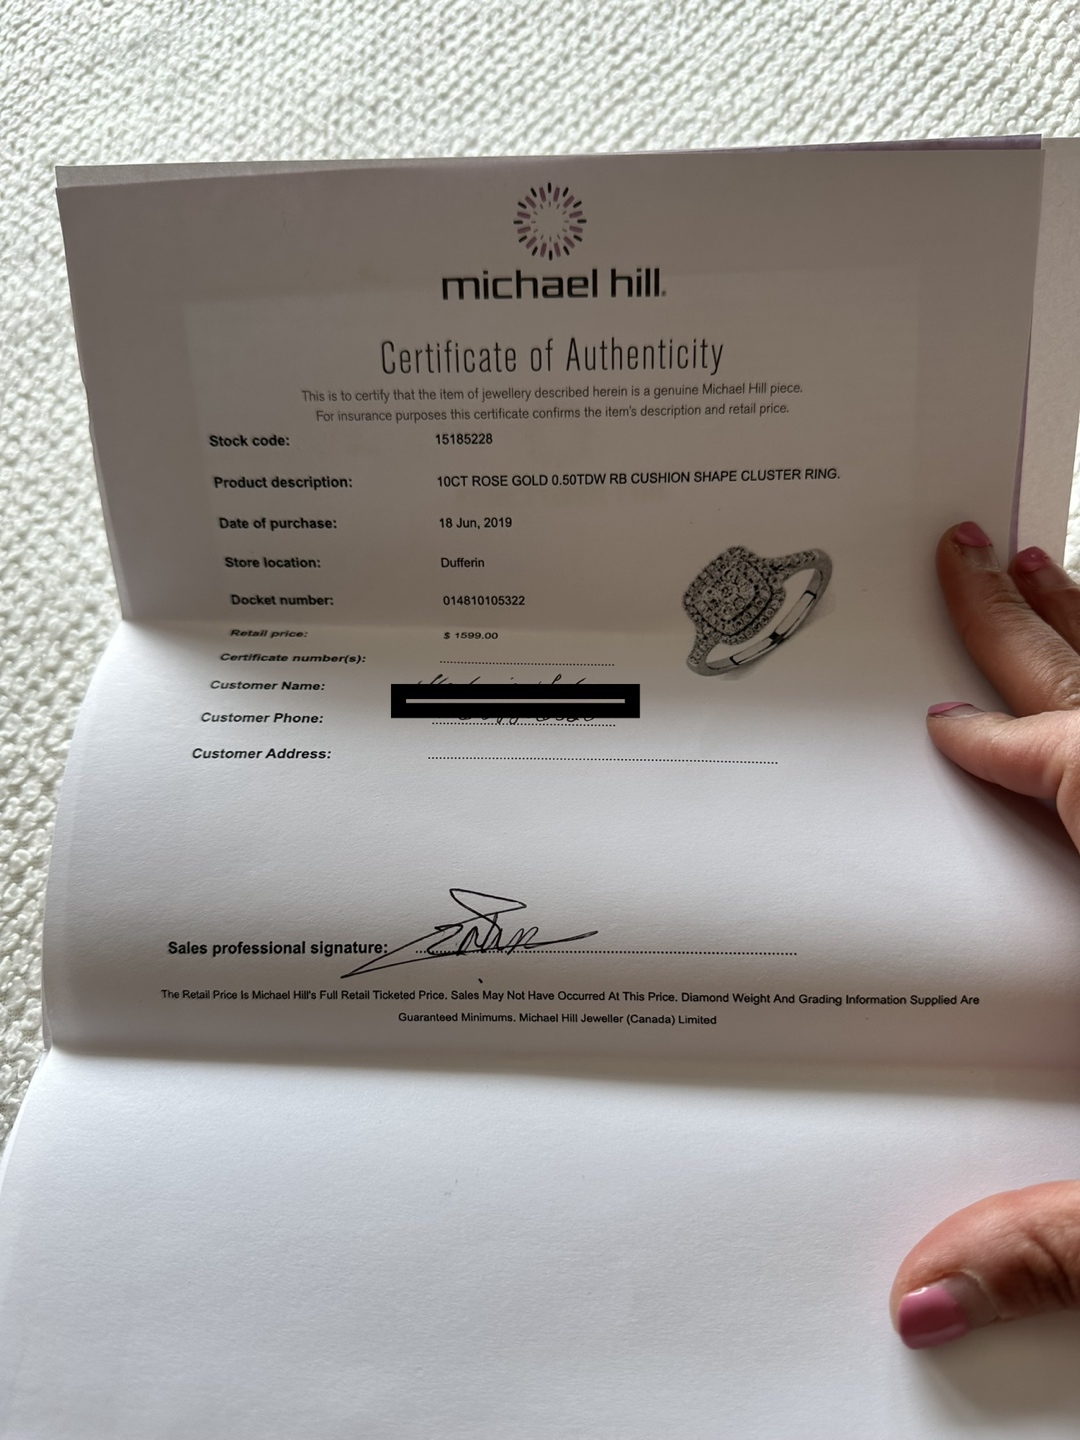 michael hill.
Certificate of Authenticity
This is to certify that the item of jewellery described herein is a genuine Michael Hill piece.
For insurance purposes this certificate confirms the item's description and retail price.
Stock code: 15185228
Product description: 10CT ROSE GOLD 0.50TDW RB CUSHION SHAPE CLUSTER RING.
Date of purchase: 18 Jun, 2019
Store location: Dufferin
Docket number: 014810105322
Retail price: $ 1599.00
Certificate number(s):
Customer Name:
Customer Phone:
Customer Address:
Sales professional signature:
The Retail Price Is Michael Hill's Full Retail Ticketed Price. Sales May Not Have Occurred At This Price. Diamond Weight And Grading Information Supplied Are
Guaranteed Minimums. Michael Hill Jeweller (Canada) Limited